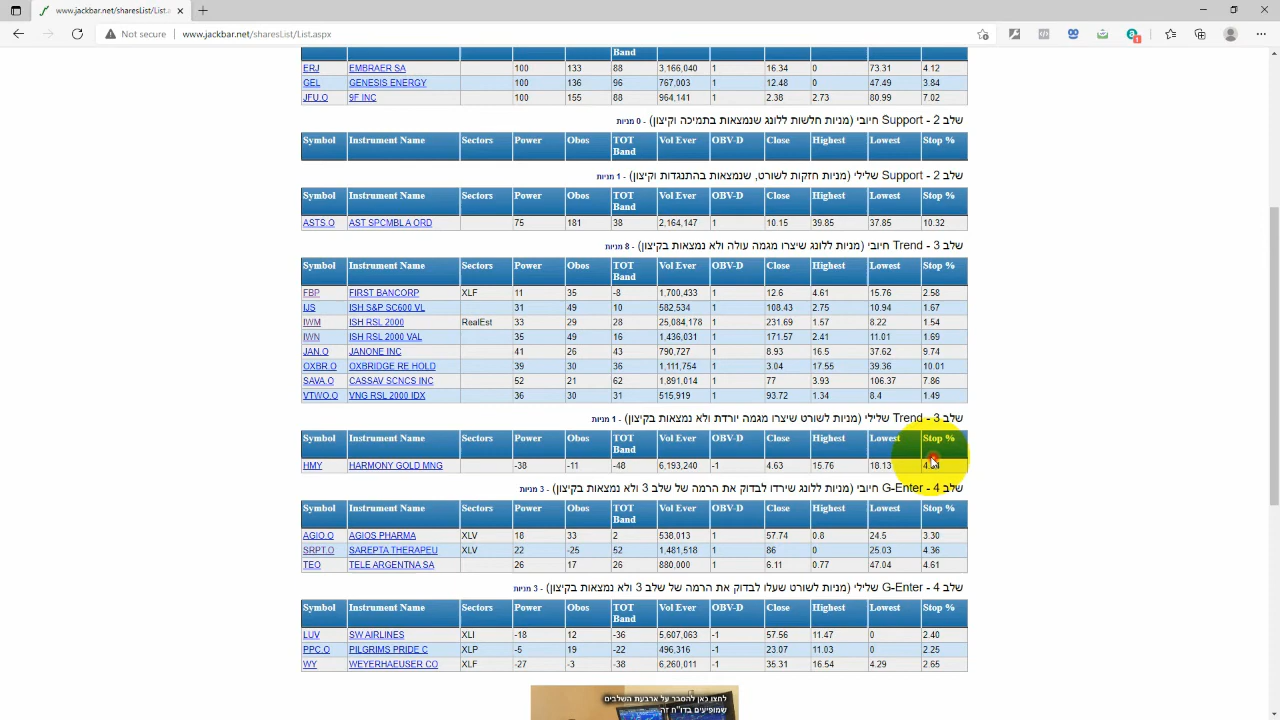 www.jackbar.net/sharesList/List.
Not secure www.jackbar.net/sharesList/List.aspx
Band
ERJ EMBRAER SA 100 133 88 3,166,040 1 16.34 0 73.31 4.12
GEL GENESIS ENERGY 100 136 96 767,003 1 12.48 0 47.49 3.84
JFU.O 9F INC 100 155 88 964,141 1 2.38 2.73 80.99 7.02
שלב 2 - Support חיובי (מניות חלשות ללונג שנמצאות בתמיכה וקיצון) - 0 מניות
Symbol Instrument Name Sectors Power Obos TOT Band Vol Ever OBV-D Close Highest Lowest Stop %
שלב 2 - Support שלילי (מניות חזקות לשורט, שנמצאות בהתנגדות וקיצון) - 1 מניות
Symbol Instrument Name Sectors Power Obos TOT Band Vol Ever OBV-D Close Highest Lowest Stop %
ASTS.O AST SPCMBL A ORD 75 181 38 2,164,147 1 10.15 39.85 37.85 10.32
שלב 3 - Trend חיובי (מניות ללונג שיצרו מגמה עולה ולא נמצאות בקיצון) - 8 מניות
Symbol Instrument Name Sectors Power Obos TOT Band Vol Ever OBV-D Close Highest Lowest Stop %
FBP FIRST BANCORP XLF 11 35 -8 1,700,433 1 12.6 4.61 15.76 2.58
IJS ISH S&P SC600 VL 31 49 10 582,534 1 108.43 2.75 10.94 1.67
IWM ISH RSL 2000 RealEst 33 29 28 25,084,178 1 231.69 1.57 8.22 1.54
IWN ISH RSL 2000 VAL 35 49 16 1,436,031 1 171.57 2.41 11.01 1.69
JAN.O JANONE INC 41 26 43 790,727 1 8.93 16.5 37.62 9.74
OXBR.O OXBRIDGE RE HOLD 39 30 36 1,111,754 1 3.04 17.55 39.36 10.01
SAVA.O CASSAV SCNCS INC 52 21 62 1,891,014 1 77 3.93 106.37 7.86
VTWO.O VNG RSL 2000 IDX 36 30 31 515,919 1 93.72 1.34 8.4 1.49
שלב 3 - Trend שלילי (מניות לשורט שיצרו מגמה יורדת ולא נמצאות בקיצון) - 1 מניות
Symbol Instrument Name Sectors Power Obos TOT Band Vol Ever OBV-D Close Highest Lowest Stop %
HMY HARMONY GOLD MNG -38 -11 -48 6,193,240 -1 4.63 15.76 18.13
שלב 4 - G-Enter חיובי (מניות ללונג שירדו לבדוק את הרמה של שלב 3 ולא נמצאות בקיצון) - 3 מניות
Symbol Instrument Name Sectors Power Obos TOT Band Vol Ever OBV-D Close Highest Lowest Stop %
AGIO.O AGIOS PHARMA XLV 18 33 2 538,013 1 57.74 0.8 24.5 3.30
SRPT.O SAREPTA THERAPEU XLV 22 -25 52 1,481,518 1 86 0 25.03 4.36
TEO TELE ARGENTNA SA 26 17 26 880,000 1 6.11 0.77 47.04 4.61
שלב 4 - G-Enter שלילי (מניות לשורט שעלו לבדוק את הרמה של שלב 3 ולא נמצאות בקיצון) - 3 מניות
Symbol Instrument Name Sectors Power Obos TOT Band Vol Ever OBV-D Close Highest Lowest Stop %
LUV SW AIRLINES XLI -18 12 -36 5,607,063 -1 57.56 11.47 0 2.40
PPC.O PILGRIMS PRIDE C XLP -5 19 -22 496,316 -1 23.07 11.03 0 2.25
WY WEYERHAEUSER CO XLF -27 -3 -38 6,260,011 -1 35.31 16.54 4.29 2.65
לחצו כאן להסבר על ארבעת השלבים
שמופיעים בדו"ח זה